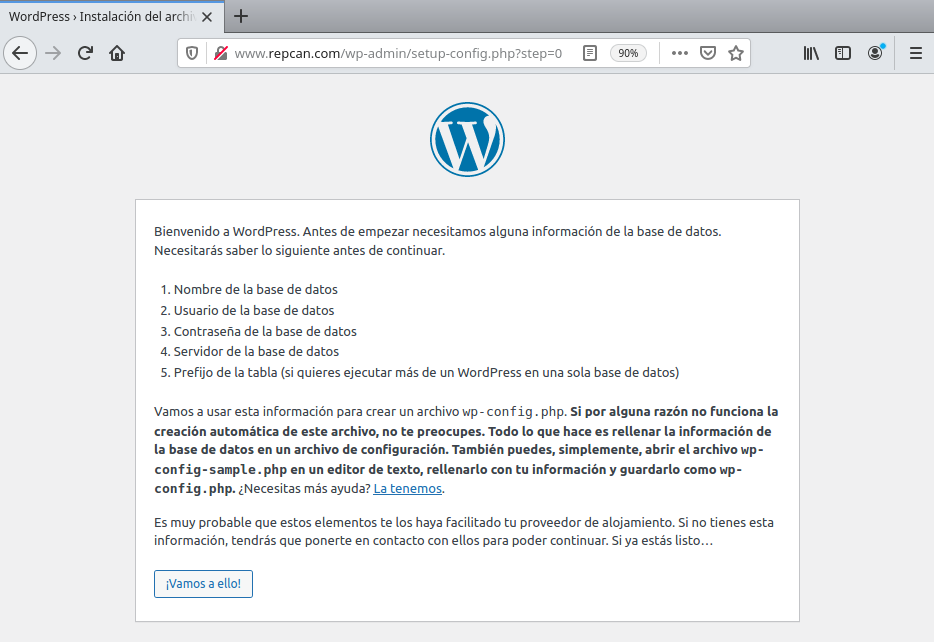 WordPress › Instalación del archi
www.repcan.com/wp-admin/setup-config.php?step=0
90%
Bienvenido a WordPress. Antes de empezar necesitamos alguna información de la base de datos.
Necesitarás saber lo siguiente antes de continuar.
1. Nombre de la base de datos
2. Usuario de la base de datos
3. Contraseña de la base de datos
4. Servidor de la base de datos
5. Prefijo de la tabla (si quieres ejecutar más de un WordPress en una sola base de datos)
Vamos a usar esta información para crear un archivo wp-config.php. Si por alguna razón no funciona la
creación automática de este archivo, no te preocupes. Todo lo que hace es rellenar la información de
la base de datos en un archivo de configuración. También puedes, simplemente, abrir el archivo wp-
config-sample.php en un editor de texto, rellenarlo con tu información y guardarlo como wp-
config.php. ¿Necesitas más ayuda? La tenemos.
Es muy probable que estos elementos te los haya facilitado tu proveedor de alojamiento. Si no tienes esta
información, tendrás que ponerte en contacto con ellos para poder continuar. Si ya estás listo…
¡Vamos a ello!